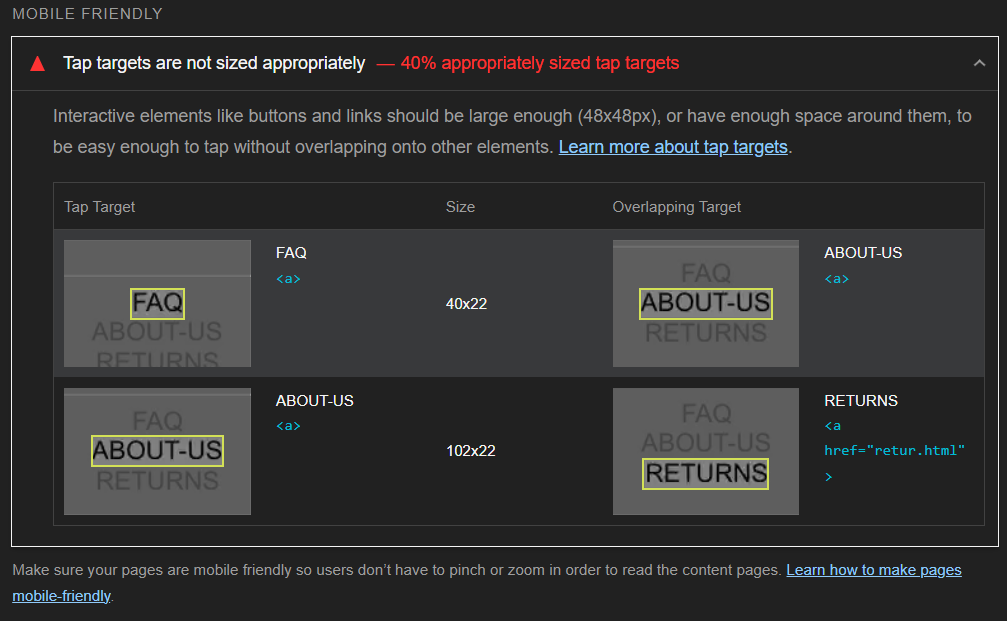 MOBILE FRIENDLY
Tap targets are not sized appropriately — 40% appropriately sized tap targets
Interactive elements like buttons and links should be large enough (48x48px), or have enough space around them, to
be easy enough to tap without overlapping onto other elements. Learn more about tap targets.
Tap Target Size Overlapping Target
FAQ
ABOUT-US
RETURNS
FAQ
<a>
40x22
FAQ
ABOUT-US
RETURNS
ABOUT-US
<a>
FAQ
ABOUT-US
RETURNS
ABOUT-US
<a>
102x22
FAQ
ABOUT-US
RETURNS
RETURNS
<a
href="retur.html"
>
Make sure your pages are mobile friendly so users don’t have to pinch or zoom in order to read the content pages. Learn how to make pages
mobile-friendly.